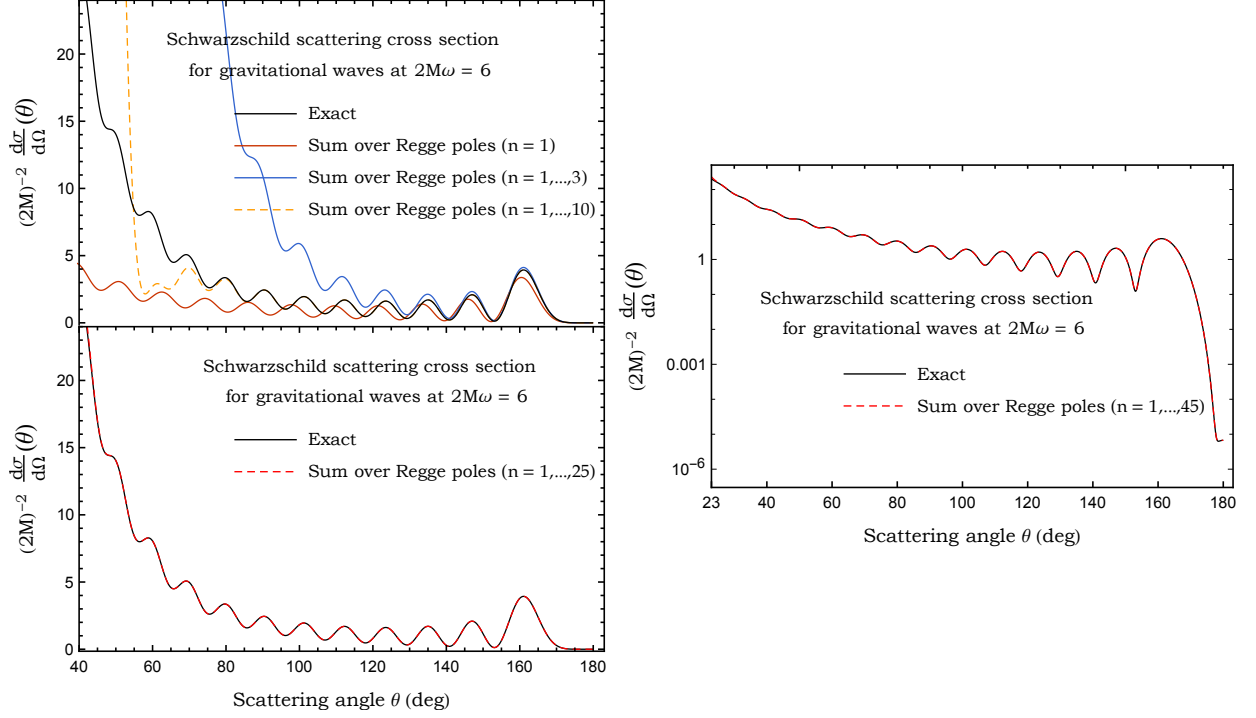 Schwarzschild scattering cross section
for gravitational waves at 2Mω = 6
Exact
Sum over Regge poles (n = 1)
Sum over Regge poles (n = 1,...,3)
Sum over Regge poles (n = 1,...,10)
(2M)⁻² dσ/dΩ (θ)
20
15
10
5
0
Schwarzschild scattering cross section
for gravitational waves at 2Mω = 6
Exact
Sum over Regge poles (n = 1,...,25)
(2M)⁻² dσ/dΩ (θ)
20
15
10
5
0
40 60 80 100 120 140 160 180
Scattering angle θ (deg)
(2M)⁻² dσ/dΩ (θ)
1
0.001
10⁻⁶
Schwarzschild scattering cross section
for gravitational waves at 2Mω = 6
Exact
Sum over Regge poles (n = 1,...,45)
23 40 60 80 100 120 140 160 180
Scattering angle θ (deg)